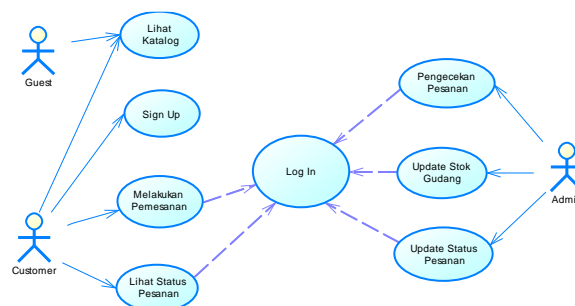 Lihat
Katalog
Guest
Sign Up
Melakukan
Pemesanan
Customer
Lihat Status
Pesanan
Log In
Pengecekan
Pesanan
Update Stok
Gudang
Admi
Update Status
Pesanan